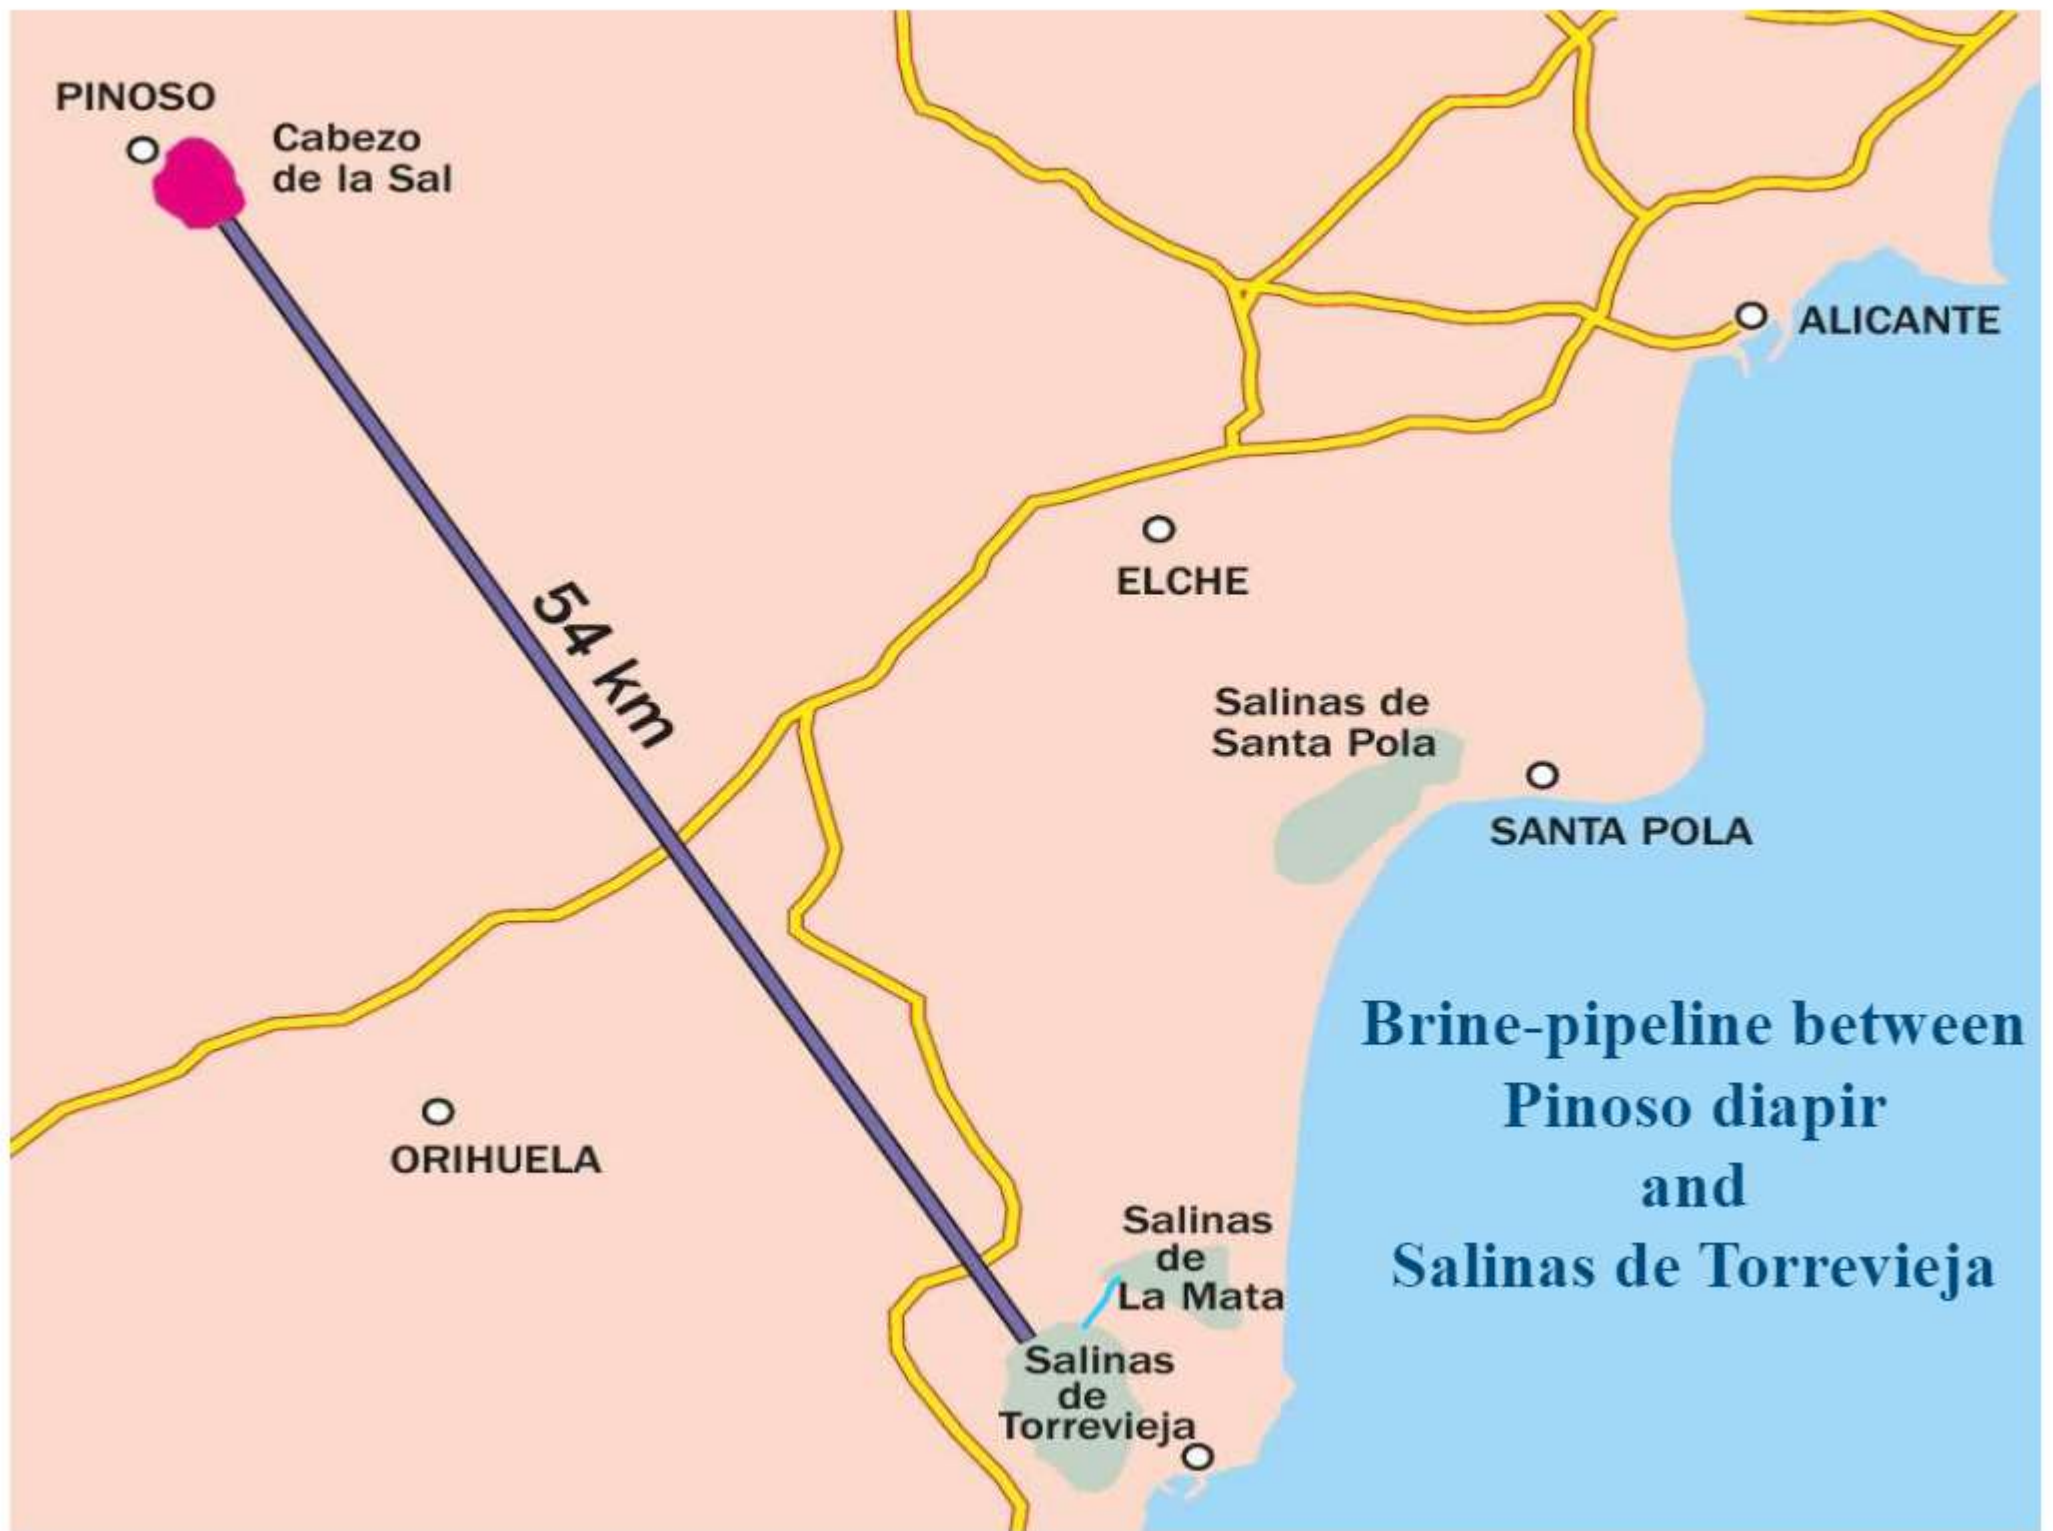 PINOSO
Cabezo
de la Sal
ALICANTE
54 km
ELCHE
Salinas de
Santa Pola
SANTA POLA
Brine-pipeline between
Pinoso diapir
and
Salinas de Torrevieja
ORIHUELA
Salinas
de
La Mata
Salinas
de
Torrevieja